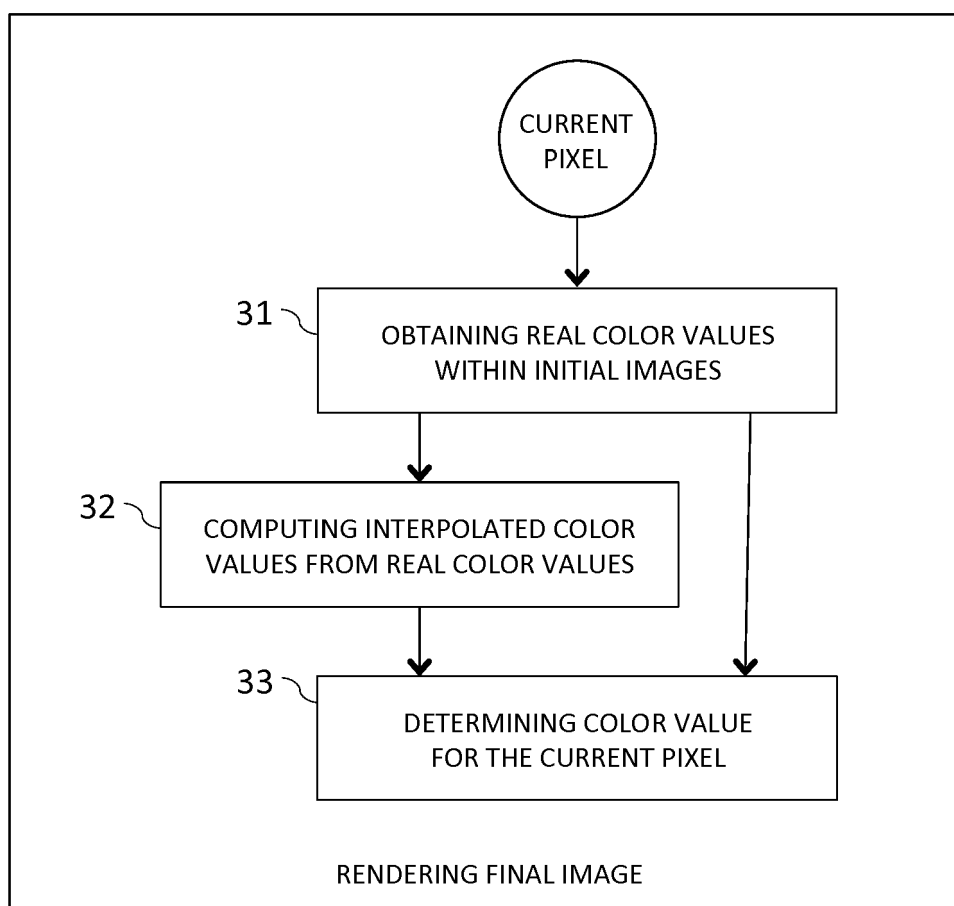 CURRENT
PIXEL
31
OBTAINING REAL COLOR VALUES
WITHIN INITIAL IMAGES
32
COMPUTING INTERPOLATED COLOR
VALUES FROM REAL COLOR VALUES
33
DETERMINING COLOR VALUE
FOR THE CURRENT PIXEL
RENDERING FINAL IMAGE